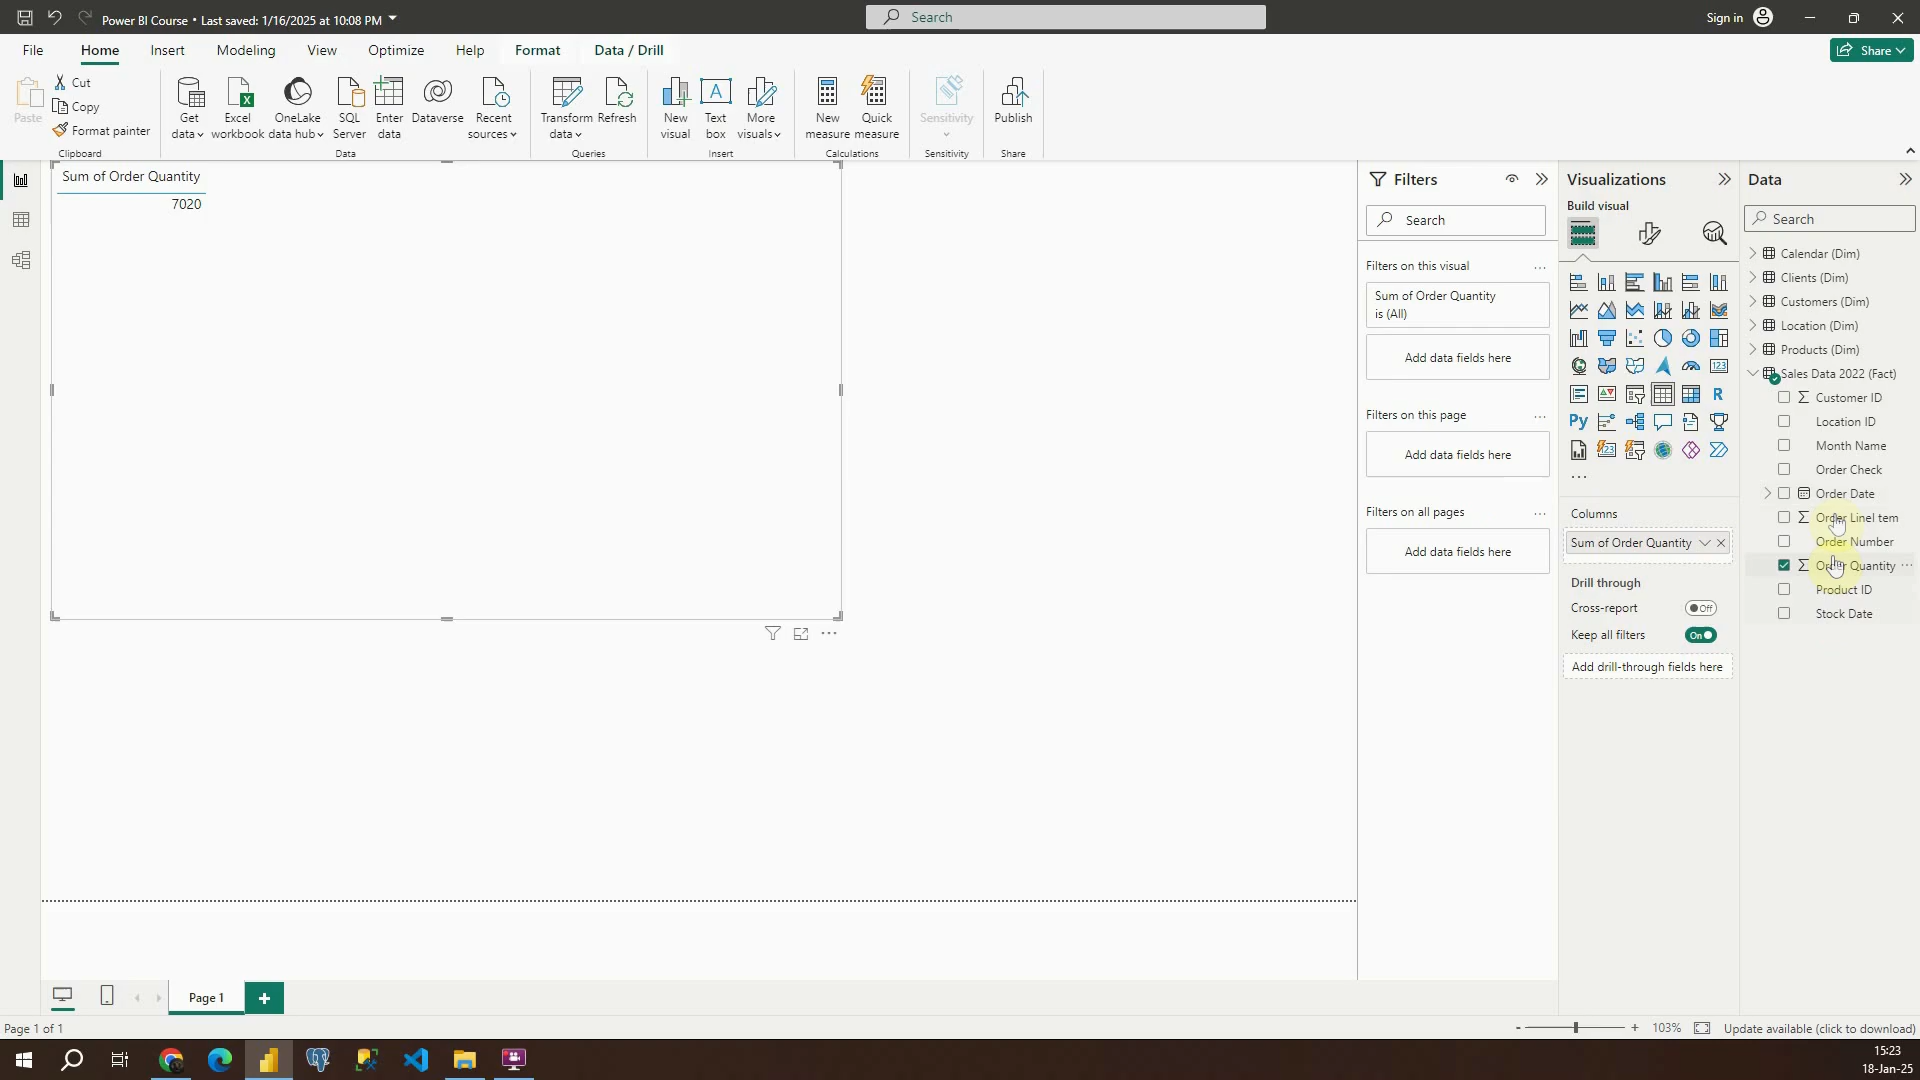 Power BI Course • Last saved: 1/16/2025 at 10:08 PM
Search
Sign in
File
Home
Insert
Modeling
View
Optimize
Help
Format
Data / Drill
Share
Paste
Cut
Copy
Format painter
Clipboard
Get data
Excel workbook
OneLake data hub
SQL Server
Enter data
Dataverse
Recent sources
Data
Transform data
Refresh
Queries
New visual
Text box
More visuals
Insert
New measure
Quick measure
Calculations
Sensitivity
Sensitivity
Publish
Share
Sum of Order Quantity
7020
Filters
Search
Filters on this visual
Sum of Order Quantity
is (All)
Add data fields here
Filters on this page
Add data fields here
Filters on all pages
Add data fields here
Visualizations
Build visual
123
R
Py
Columns
Sum of Order Quantity
Drill through
Cross-report
Off
Keep all filters
On
Add drill-through fields here
Data
Search
Calendar (Dim)
Clients (Dim)
Customers (Dim)
Location (Dim)
Products (Dim)
Sales Data 2022 (Fact)
Customer ID
Location ID
Month Name
Order Check
Order Date
Order LineI tem
Order Number
Order Quantity
Product ID
Stock Date
Page 1
Page 1 of 1
103%
Update available (click to download)
15:23
18-Jan-25